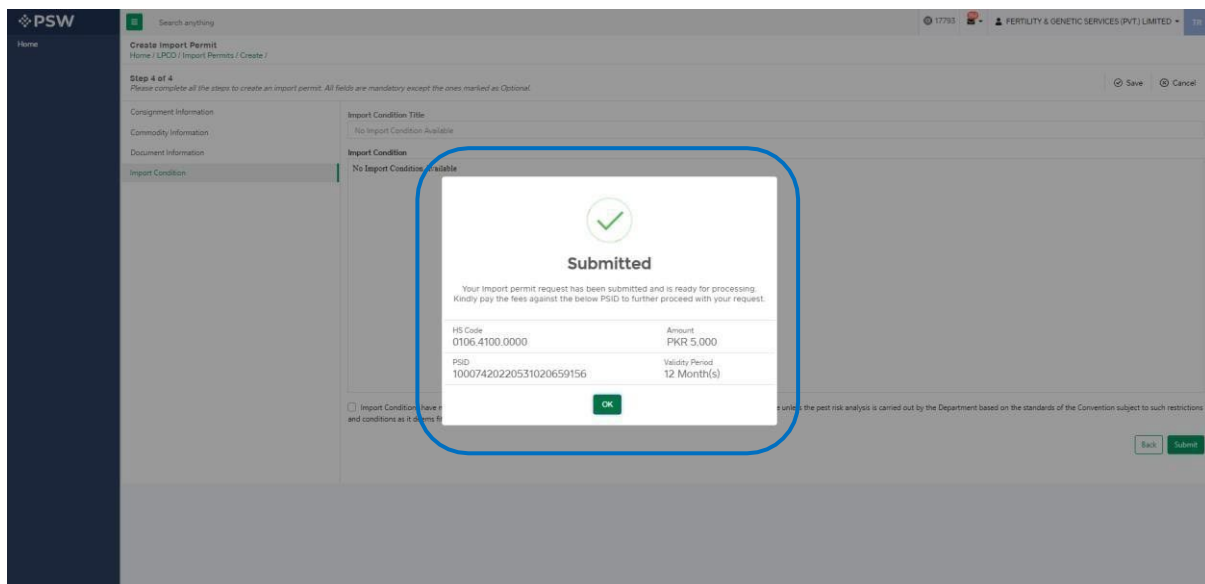 PSW
Search anything
17793
FERTILITY & GENETIC SERVICES (PVT.) LIMITED
TR
Home
Create Import Permit
Home / LPCO / Import Permits / Create /
Step 4 of 4
Please complete all the steps to create an import permit. All fields are mandatory except the ones marked as Optional.
Save
Cancel
Consignment Information
Commodity Information
Document Information
Import Condition
Import Condition Title
No Import Condition Available
Import Condition
No Import Condition Available
Submitted
Your Import permit request has been submitted and is ready for processing.
Kindly pay the fees against the below PSID to further proceed with your request.
HS Code
Amount
0106.4100.0000
PKR 5,000
PSID
Validity Period
10007420220531020659156
12 Month(s)
OK
Import Condition have
unless the pest risk analysis is carried out by the Department based on the standards of the Convention subject to such restrictions
and conditions as it deems
Back
Submit